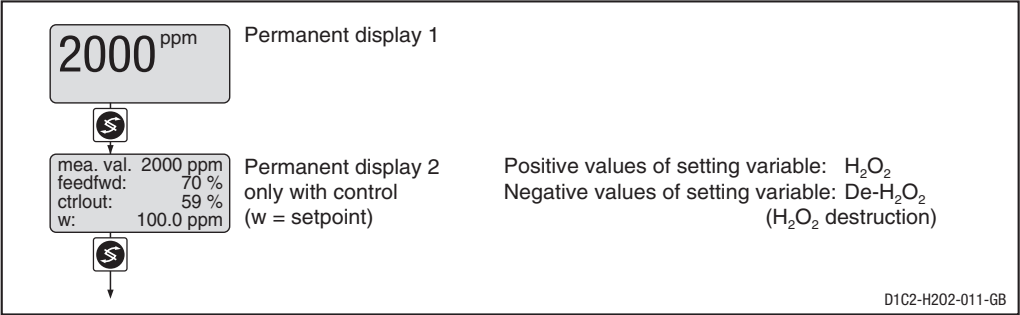 2000 ppm
Permanent display 1
mea. val. 2000 ppm
feedfwd: 70 %
ctrlout: 59 %
w: 100.0 ppm
Permanent display 2
only with control
(w = setpoint)
Positive values of setting variable: H₂O₂
Negative values of setting variable: De-H₂O₂
(H₂O₂ destruction)
D1C2-H2O2-011-GB